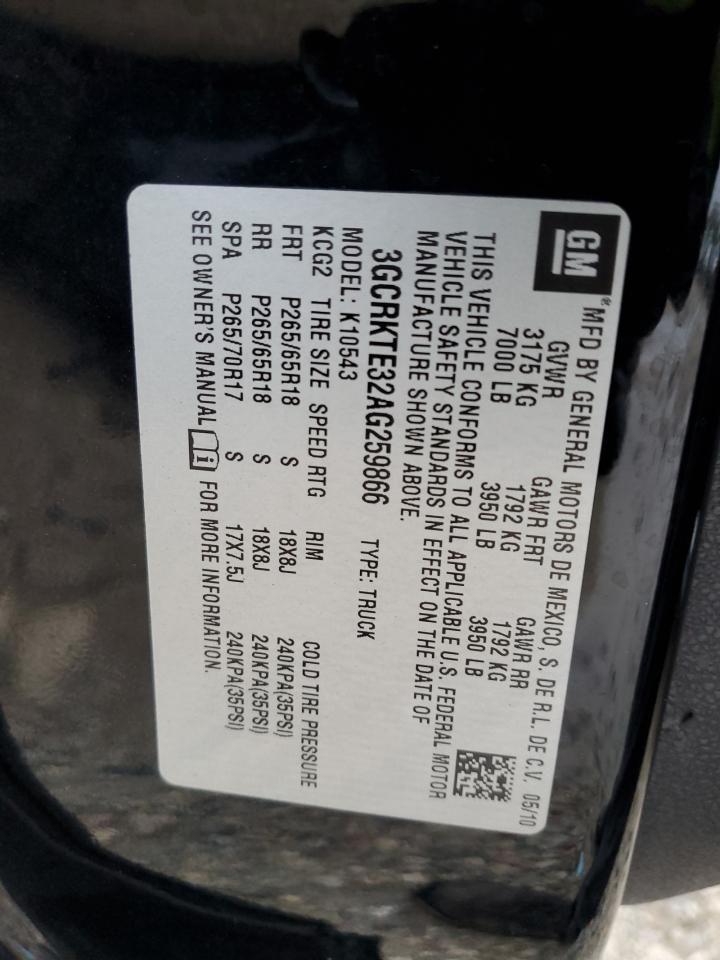 GM
® MFD BY GENERAL MOTORS DE MEXICO, S. DE R.L. DE C.V. 05/10
GVWR GAWR FRT GAWR RR
3175 KG 1792 KG 1792 KG
7000 LB 3950 LB 3950 LB
THIS VEHICLE CONFORMS TO ALL APPLICABLE U.S. FEDERAL MOTOR
VEHICLE SAFETY STANDARDS IN EFFECT ON THE DATE OF
MANUFACTURE SHOWN ABOVE.
3GCRKTE32AG259866 TYPE: TRUCK
MODEL: K10543
KCG2 TIRE SIZE SPEED RTG RIM COLD TIRE PRESSURE
FRT P265/65R18 S 18X8J 240KPA(35PSI)
RR P265/65R18 S 18X8J 240KPA(35PSI)
SPA P265/70R17 S 17X7.5J 240KPA(35PSI)
SEE OWNER'S MANUAL i FOR MORE INFORMATION.